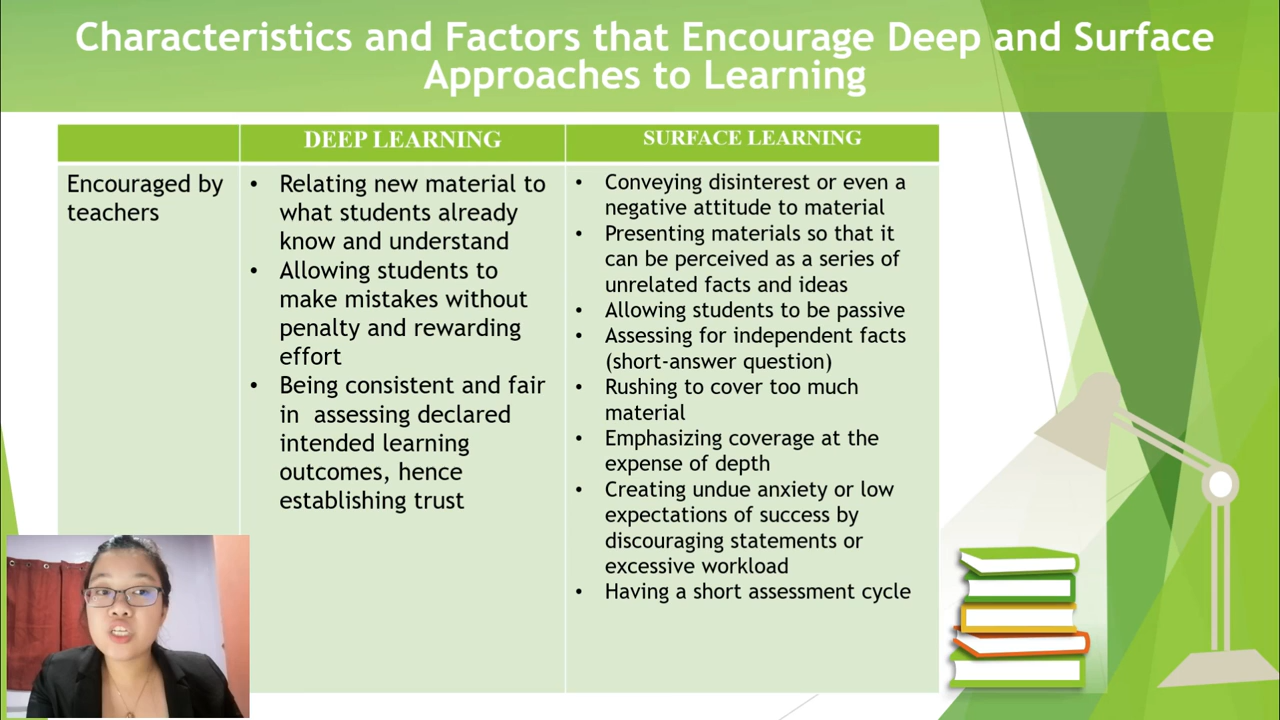 Characteristics and Factors that Encourage Deep and Surface
Approaches to Learning
DEEP LEARNING
SURFACE LEARNING
Encouraged by
teachers
• Relating new material to
what students already
know and understand
• Allowing students to
make mistakes without
penalty and rewarding
effort
• Being consistent and fair
in  assessing declared
intended learning
outcomes, hence
establishing trust
• Conveying disinterest or even a
negative attitude to material
• Presenting materials so that it
can be perceived as a series of
unrelated facts and ideas
• Allowing students to be passive
• Assessing for independent facts
(short-answer question)
• Rushing to cover too much
material
• Emphasizing coverage at the
expense of depth
• Creating undue anxiety or low
expectations of success by
discouraging statements or
excessive workload
• Having a short assessment cycle